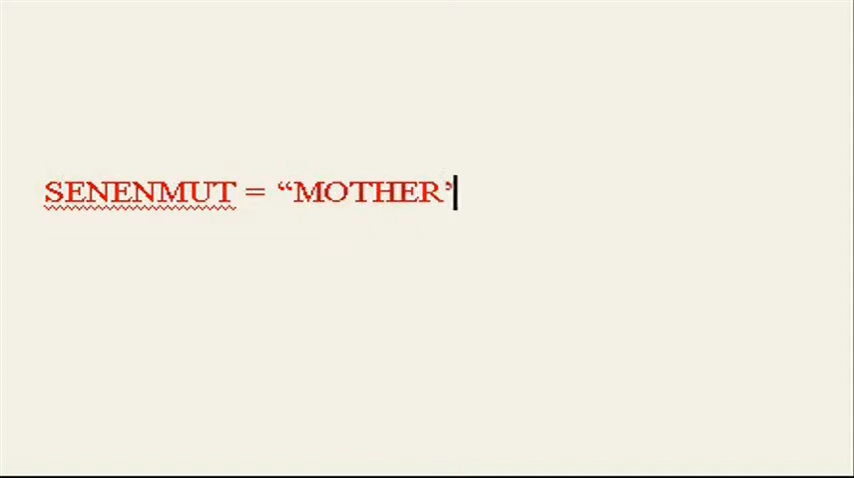 SENENMUT = “MOTHER’